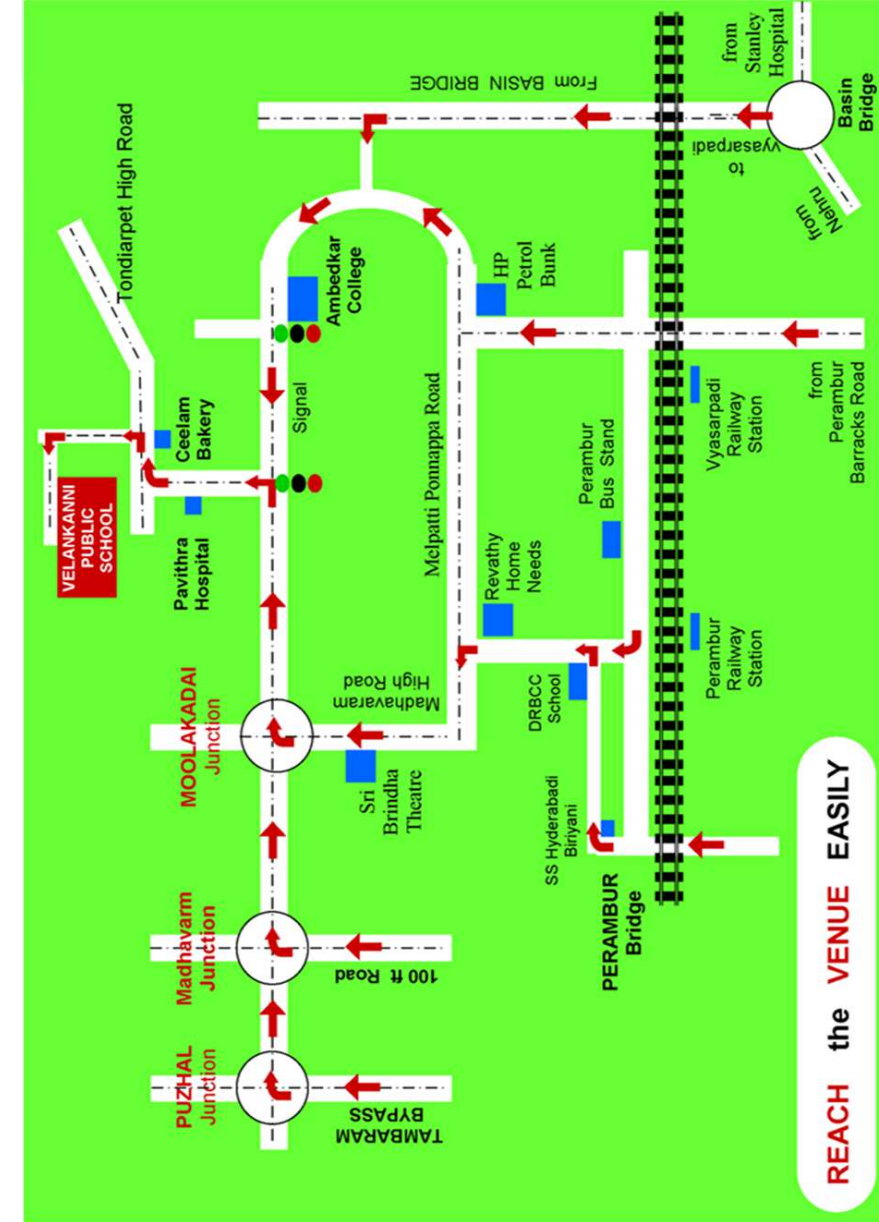 Tondiarpet High Road
VELANKANNI
PUBLIC
SCHOOL
Ceelam
Bakery
Pavithra
Hospital
MOOLAKADAI
Junction
Madhavarm
Junction
PUZHAL
Junction
Signal
Ambedkar
College
From BASIN BRIDGE
TAMBARAM
BYPASS
100 ft Road
Madhavaram
High Road
Sri
Brindha
Theatre
Melpatti Ponnappa Road
HP
Petrol
Bunk
Revathy
Home
Needs
DRBCC
School
SS Hyderabadi
Biriyani
Perambur
Bus Stand
PERAMBUR
Bridge
Perambur
Railway
Station
Vyasarpadi
Railway
Station
from
Perambur
Barracks Road
to
vyasarpadi
from
Stanley
Hospital
from
Nehru
Basin
Bridge
REACH the VENUE EASILY